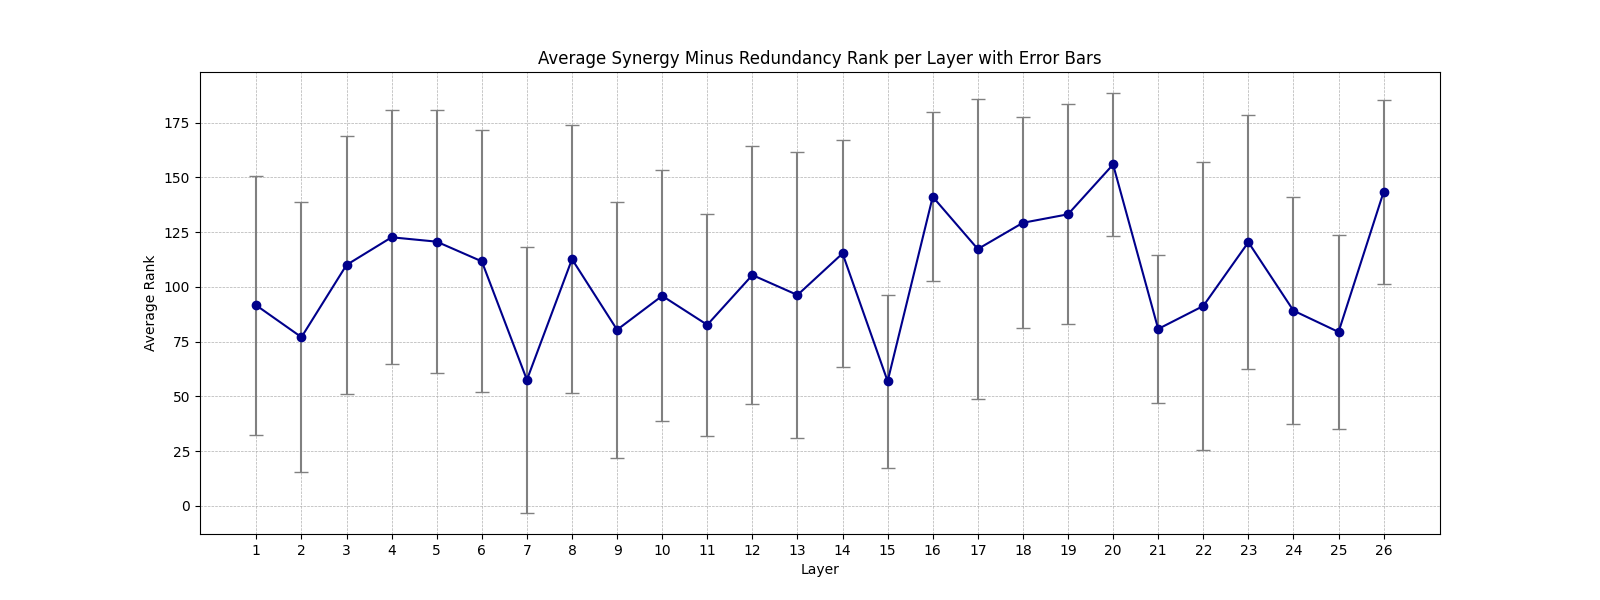 Average Synergy Minus Redundancy Rank per Layer with Error Bars
Average Rank
175
150
125
100
75
50
25
0
1 2 3 4 5 6 7 8 9 10 11 12 13 14 15 16 17 18 19 20 21 22 23 24 25 26
Layer